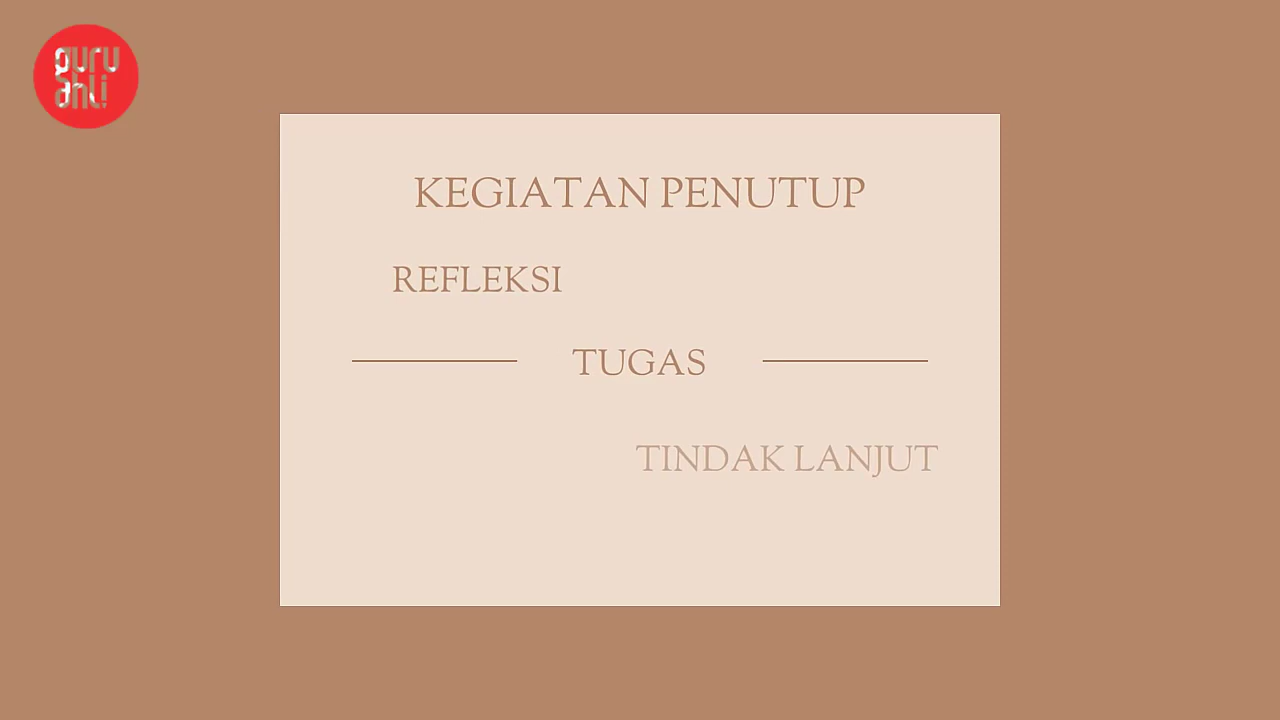 guru
ahli
KEGIATAN PENUTUP
REFLEKSI
TUGAS
TINDAK LANJUT